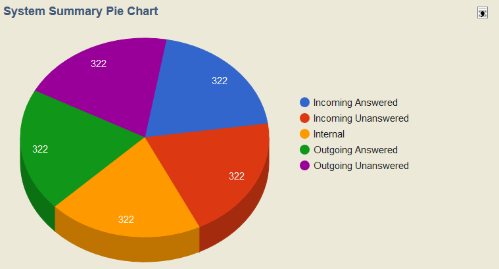 System Summary Pie Chart
322
322
322
322
322
Incoming Answered
Incoming Unanswered
Internal
Outgoing Answered
Outgoing Unanswered